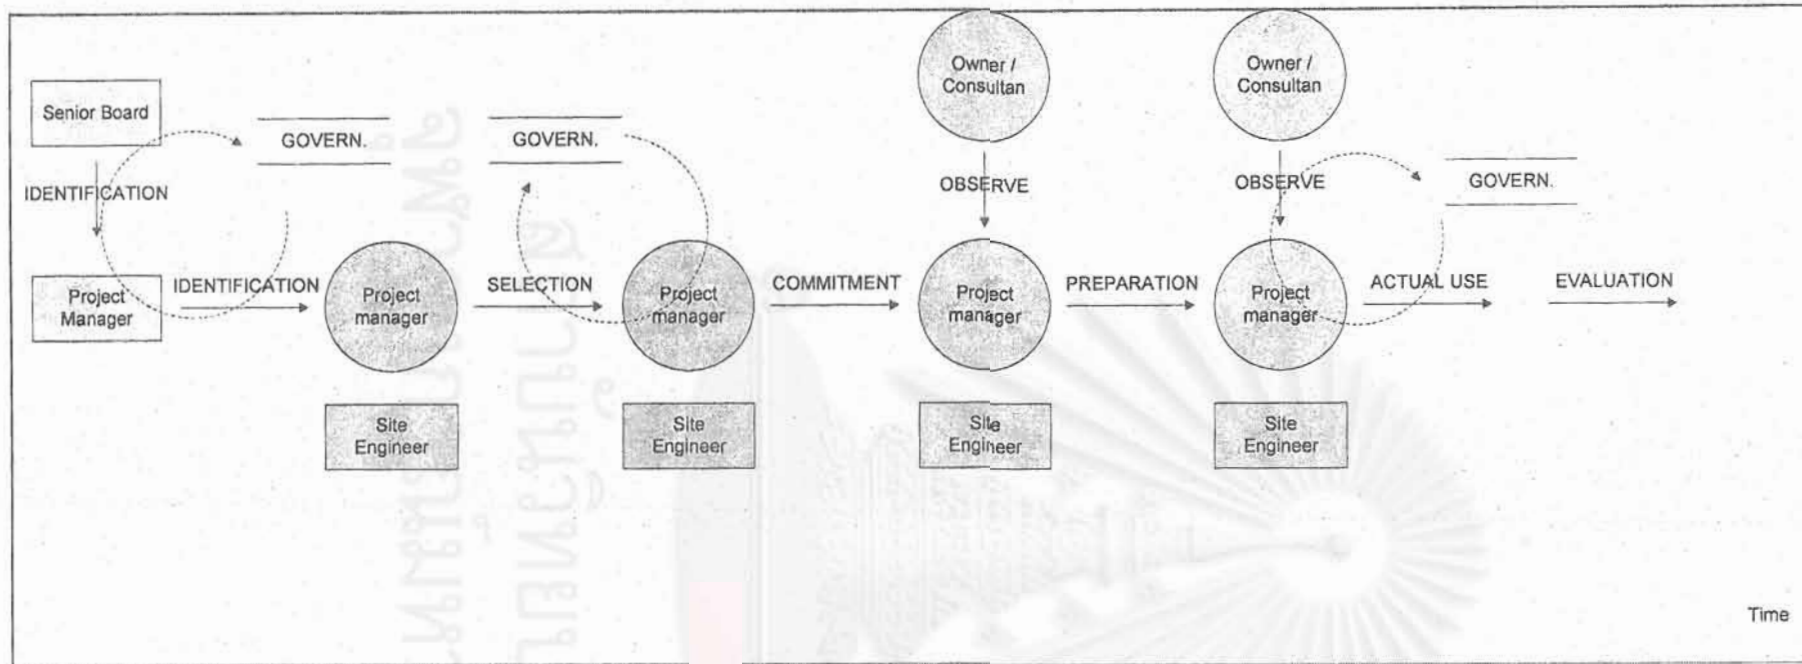 Owner /
Consultan
Owner /
Consultan
Senior Board
GOVERN.
GOVERN.
IDENTIFICATION
OBSERVE
OBSERVE
GOVERN.
Project
Manager
IDENTIFICATION
Project
manager
SELECTION
Project
manager
COMMITMENT
Project
manager
PREPARATION
Project
manager
ACTUAL USE
EVALUATION
Site
Engineer
Site
Engineer
Site
Engineer
Site
Engineer
Time